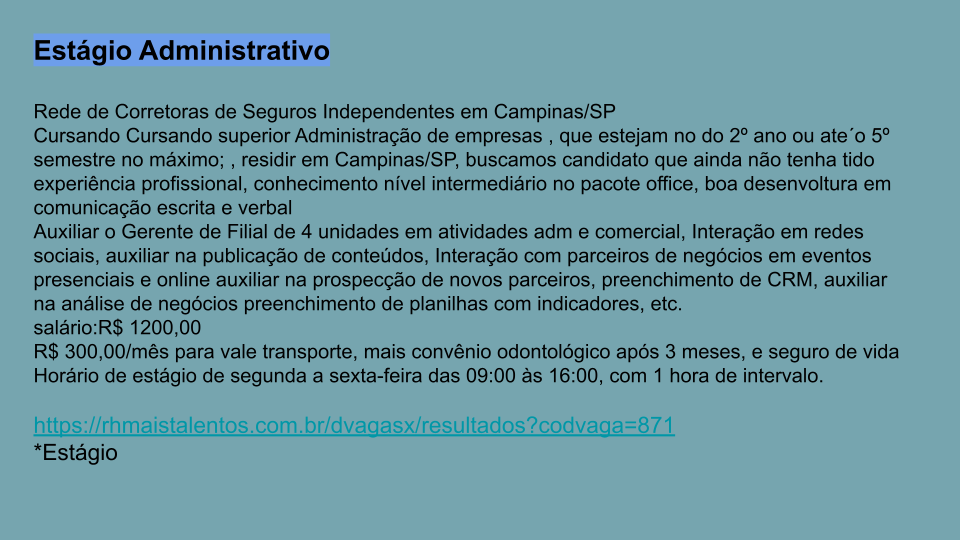 Estágio Administrativo
Rede de Corretoras de Seguros Independentes em Campinas/SP
Cursando Cursando superior Administração de empresas , que estejam no do 2º ano ou ate´o 5º
semestre no máximo; , residir em Campinas/SP, buscamos candidato que ainda não tenha tido
experiência profissional, conhecimento nível intermediário no pacote office, boa desenvoltura em
comunicação escrita e verbal
Auxiliar o Gerente de Filial de 4 unidades em atividades adm e comercial, Interação em redes
sociais, auxiliar na publicação de conteúdos, Interação com parceiros de negócios em eventos
presenciais e online auxiliar na prospecção de novos parceiros, preenchimento de CRM, auxiliar
na análise de negócios preenchimento de planilhas com indicadores, etc.
salário:R$ 1200,00
R$ 300,00/mês para vale transporte, mais convênio odontológico após 3 meses, e seguro de vida
Horário de estágio de segunda a sexta-feira das 09:00 às 16:00, com 1 hora de intervalo.
https://rhmaistalentos.com.br/dvagasx/resultados?codvaga=871
*Estágio